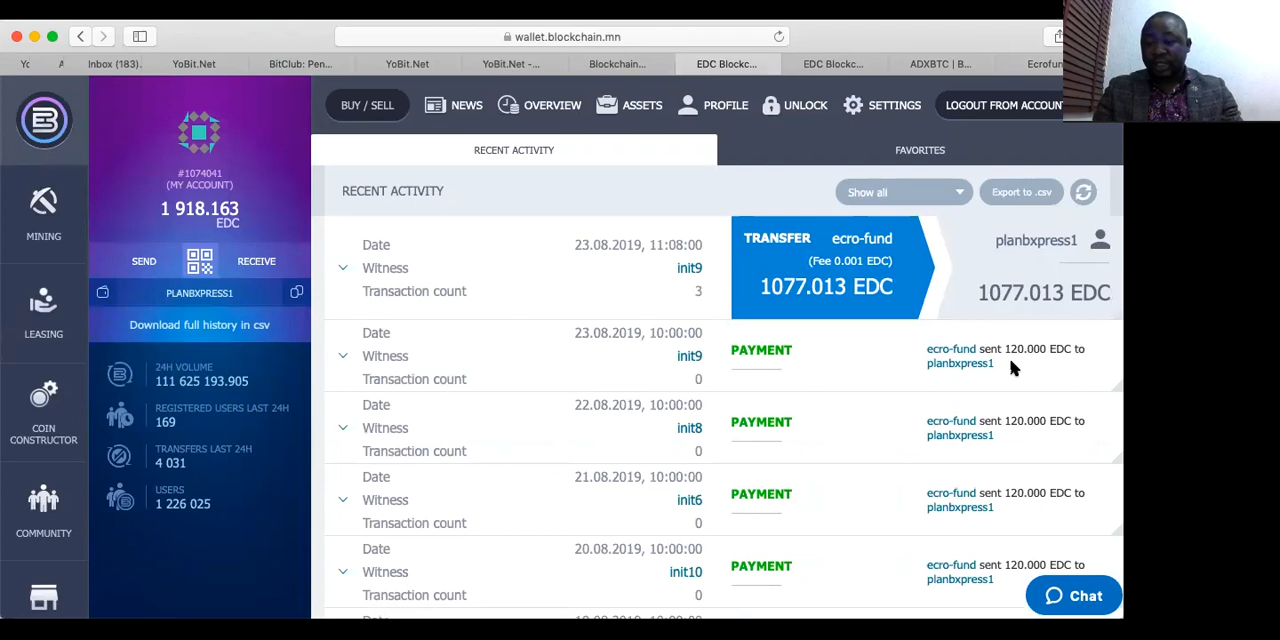 wallet.blockchain.mn
Yc
A
Inbox (183).
YoBit.Net
BitClub: Pen...
YoBit.Net
YoBit.Net -...
Blockchain...
EDC Blockc...
EDC Blockc...
ADXBTC | B...
Ecrofun
BUY / SELL
NEWS
OVERVIEW
ASSETS
PROFILE
UNLOCK
SETTINGS
LOGOUT FROM ACCOUN
MINING
LEASING
COIN
CONSTRUCTOR
COMMUNITY
#1074041
(MY ACCOUNT)
1 918.163
EDC
SEND
RECEIVE
PLANBXPRESS1
Download full history in csv
24H VOLUME
111 625 193.905
REGISTERED USERS LAST 24H
169
TRANSFERS LAST 24H
4 031
USERS
1 226 025
RECENT ACTIVITY
FAVORITES
RECENT ACTIVITY
Show all
Export to .csv
Date 23.08.2019, 11:08:00
Witness init9
Transaction count 3
TRANSFER ecro-fund
(Fee 0.001 EDC)
1077.013 EDC
planbxpress1
1077.013 EDC
Date 23.08.2019, 10:00:00
Witness init9
Transaction count 0
PAYMENT
ecro-fund sent 120.000 EDC to
planbxpress1
Date 22.08.2019, 10:00:00
Witness init8
Transaction count 0
PAYMENT
ecro-fund sent 120.000 EDC to
planbxpress1
Date 21.08.2019, 10:00:00
Witness init6
Transaction count 0
PAYMENT
ecro-fund sent 120.000 EDC to
planbxpress1
Date 20.08.2019, 10:00:00
Witness init10
Transaction count 0
PAYMENT
ecro-fund sent 120.000 EDC to
planbxpress1
Chat